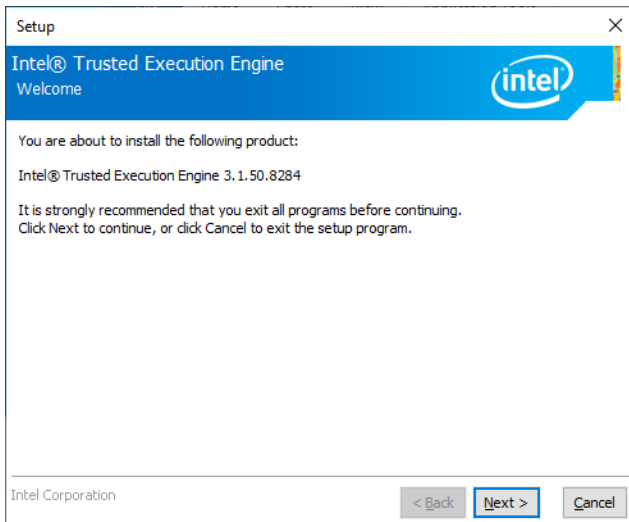 Setup
Intel® Trusted Execution Engine
Welcome
intel
You are about to install the following product:
Intel® Trusted Execution Engine 3.1.50.8284
It is strongly recommended that you exit all programs before continuing.
Click Next to continue, or click Cancel to exit the setup program.
Intel Corporation
< Back Next > Cancel